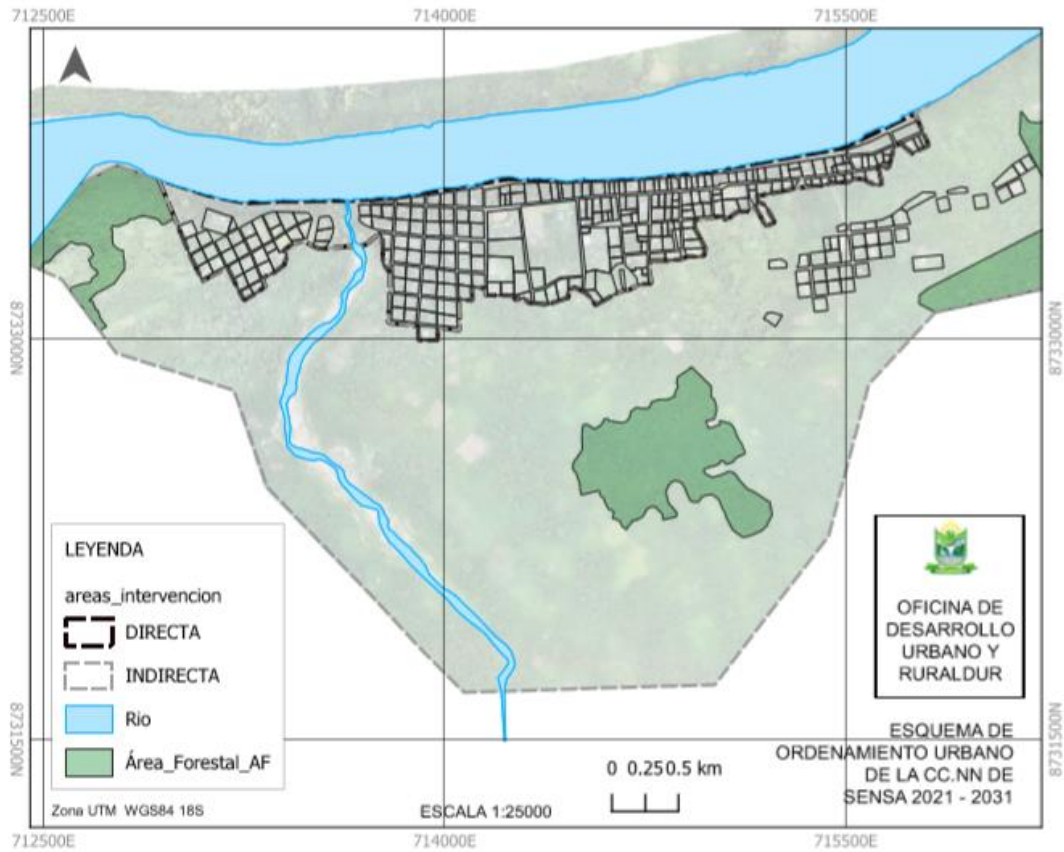 712500E
714000E
715500E
8733000N
8733000N
LEYENDA
areas_intervencion
DIRECTA
INDIRECTA
Rio
Área_Forestal_AF
8731500N
8731500N
Zona UTM WGS84 18S
ESCALA 1:25000
0 0.25 0.5 km
OFICINA DE
DESARROLLO
URBANO Y
RURALDUR
ESQUEMA DE
ORDENAMIENTO URBANO
DE LA CC.NN DE
SENSA 2021 - 2031
712500E
714000E
715500E